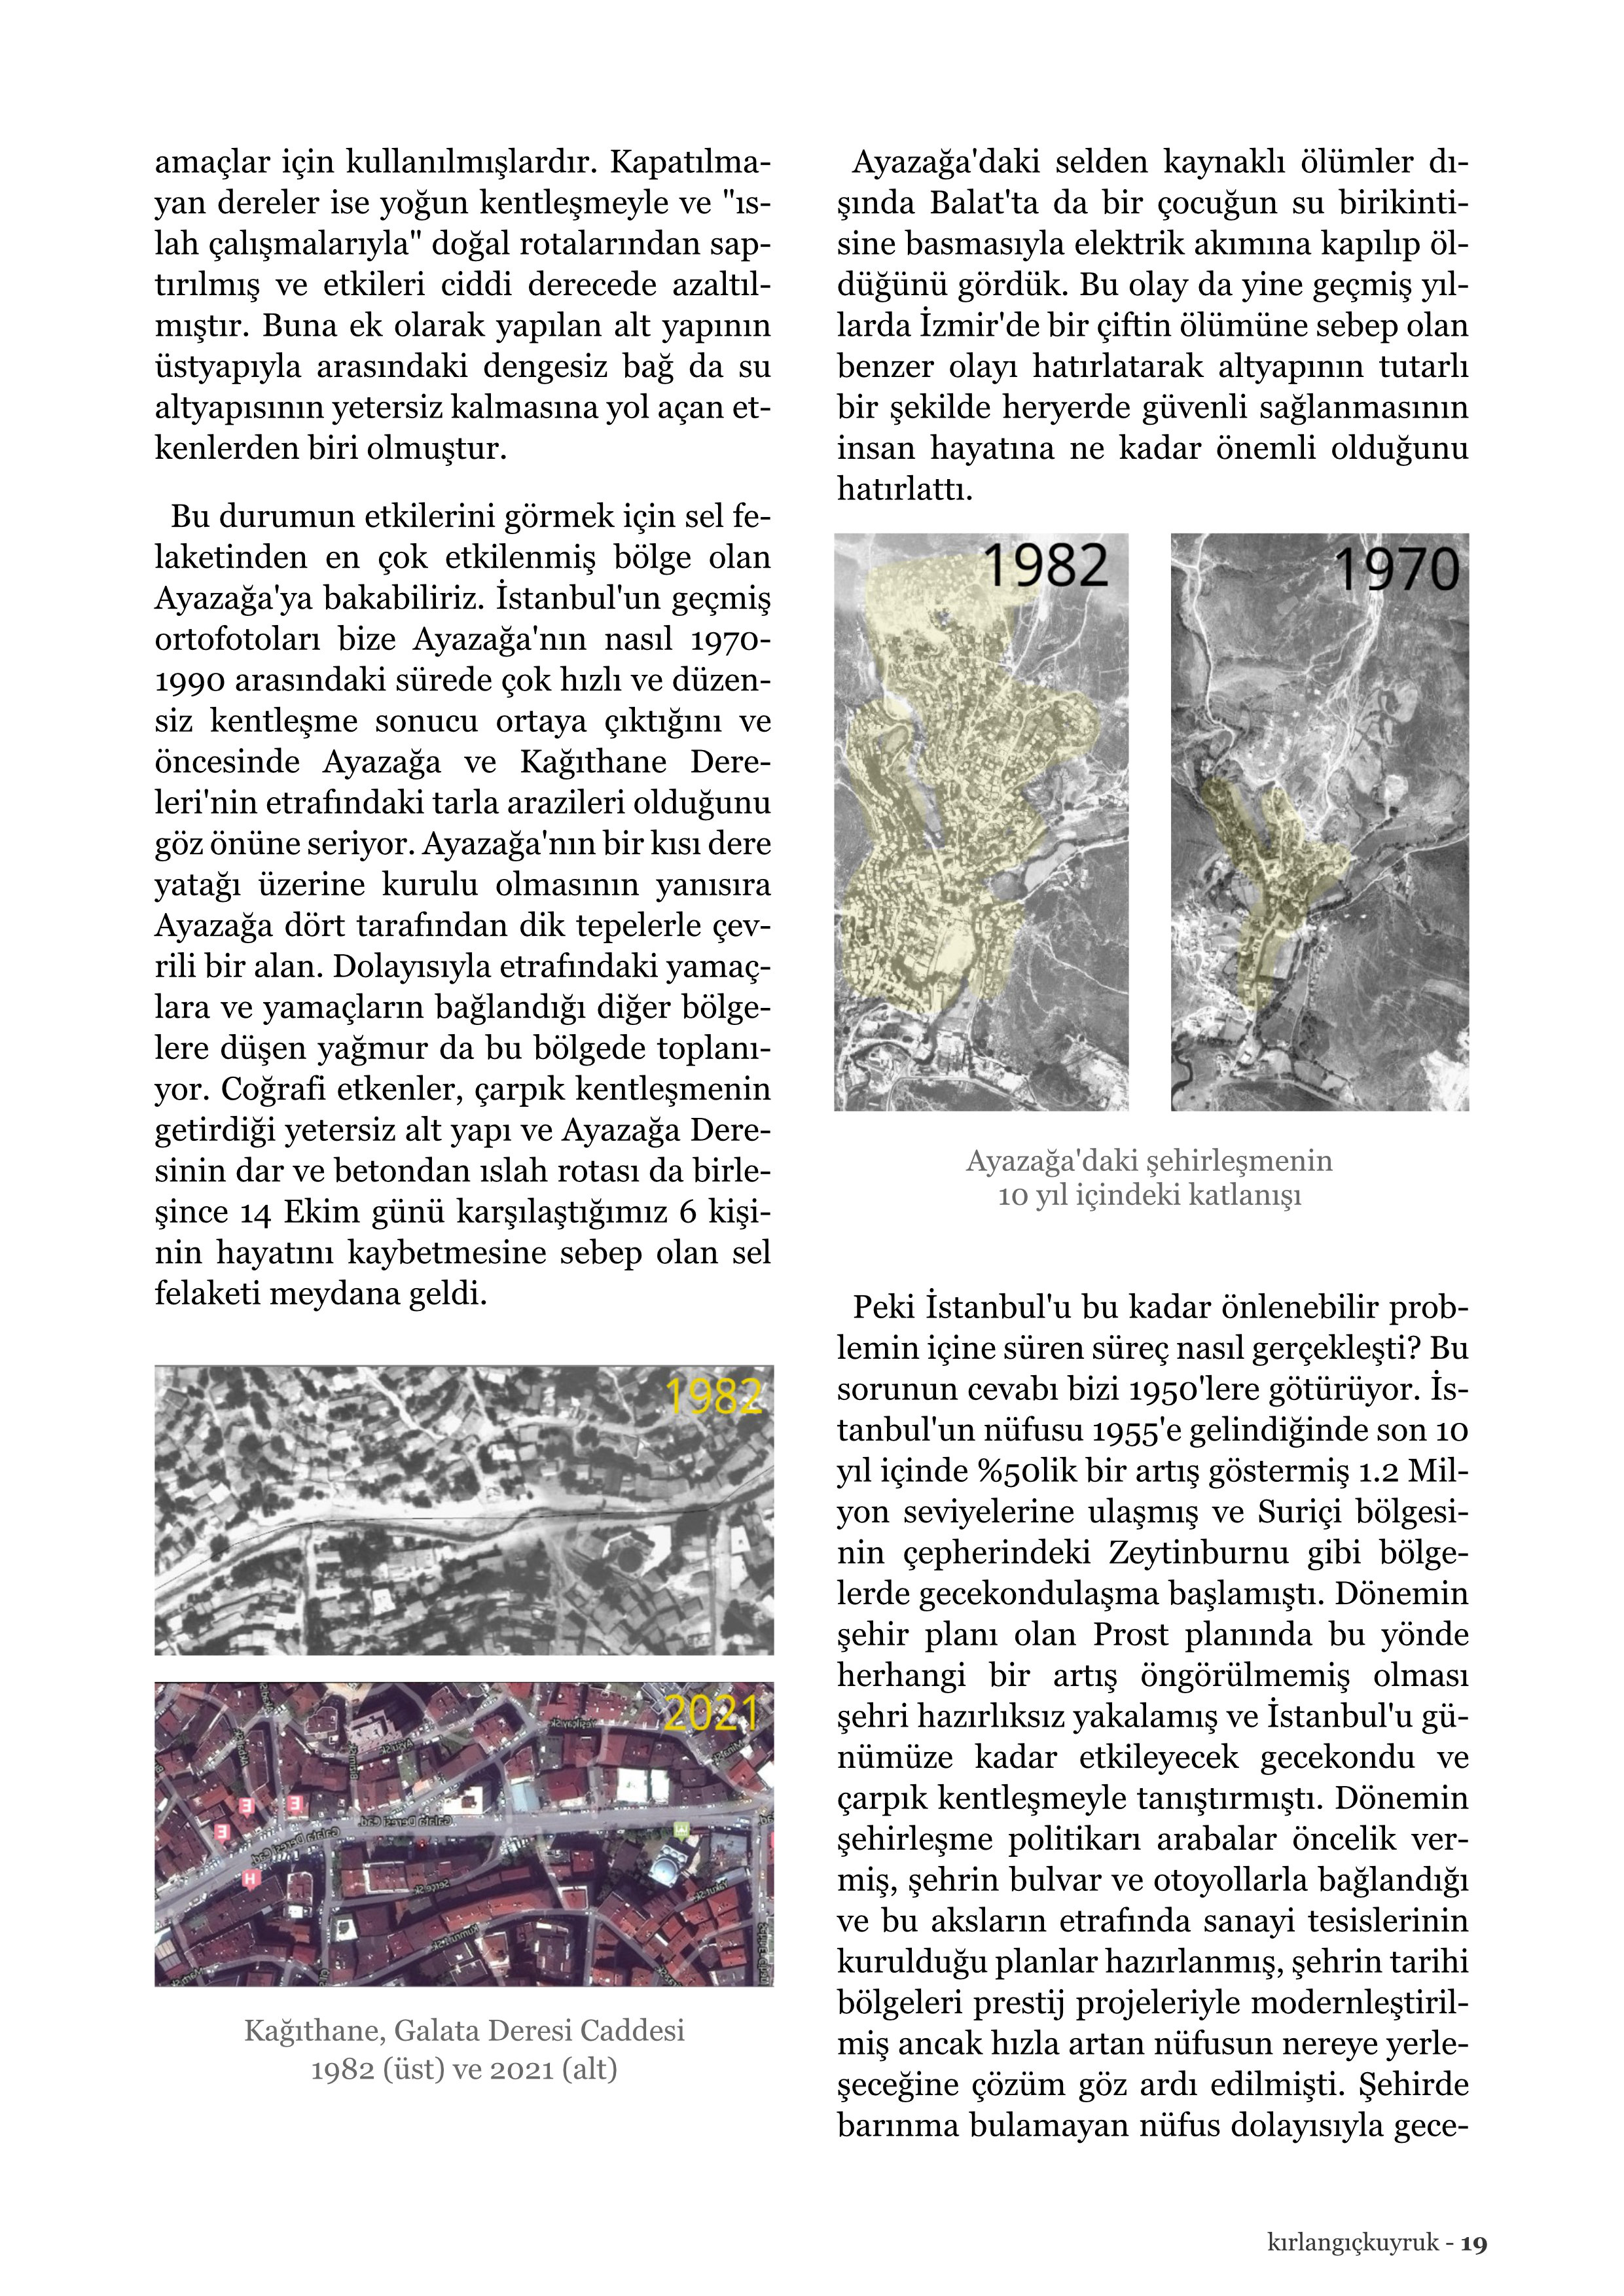 amaçlar için kullanılmışlardır. Kapatılma-
yan dereler ise yoğun kentleşmeyle ve "ıs-
lah çalışmalarıyla" doğal rotalarından sap-
tırılmış ve etkileri ciddi derecede azaltıl-
mıştır. Buna ek olarak yapılan alt yapının
üstyapıyla arasındaki dengesiz bağ da su
altyapısının yetersiz kalmasına yol açan et-
kenlerden biri olmuştur.
Bu durumun etkilerini görmek için sel fe-
laketinden en çok etkilenmiş bölge olan
Ayazağa'ya bakabiliriz. İstanbul'un geçmiş
ortofotoları bize Ayazağa'nın nasıl 1970-
1990 arasındaki sürede çok hızlı ve düzen-
siz kentleşme sonucu ortaya çıktığını ve
öncesinde Ayazağa ve Kağıthane Dere-
leri'nin etrafındaki tarla arazileri olduğunu
göz önüne seriyor. Ayazağa'nın bir kısı dere
yatağı üzerine kurulu olmasının yanısıra
Ayazağa dört tarafından dik tepelerle çev-
rili bir alan. Dolayısıyla etrafındaki yamaç-
lara ve yamaçların bağlandığı diğer bölge-
lere düşen yağmur da bu bölgede toplanı-
yor. Coğrafi etkenler, çarpık kentleşmenin
getirdiği yetersiz alt yapı ve Ayazağa Dere-
sinin dar ve betondan ıslah rotası da birle-
şince 14 Ekim günü karşılaştığımız 6 kişi-
nin hayatını kaybetmesine sebep olan sel
felaketi meydana geldi.
1982
2021
Galata Deresi Cad
Galata Deresi Cad
Kağıthane, Galata Deresi Caddesi
1982 (üst) ve 2021 (alt)
Ayazağa'daki selden kaynaklı ölümler dı-
şında Balat'ta da bir çocuğun su birikinti-
sine basmasıyla elektrik akımına kapılıp öl-
düğünü gördük. Bu olay da yine geçmiş yıl-
larda İzmir'de bir çiftin ölümüne sebep olan
benzer olayı hatırlatarak altyapının tutarlı
bir şekilde heryerde güvenli sağlanmasının
insan hayatına ne kadar önemli olduğunu
hatırlattı.
1982
1970
Ayazağa'daki şehirleşmenin
10 yıl içindeki katlanışı
Peki İstanbul'u bu kadar önlenebilir prob-
lemin içine süren süreç nasıl gerçekleşti? Bu
sorunun cevabı bizi 1950'lere götürüyor. İs-
tanbul'un nüfusu 1955'e gelindiğinde son 10
yıl içinde %50lik bir artış göstermiş 1.2 Mil-
yon seviyelerine ulaşmış ve Suriçi bölgesi-
nin çepherindeki Zeytinburnu gibi bölge-
lerde gecekondulaşma başlamıştı. Dönemin
şehir planı olan Prost planında bu yönde
herhangi bir artış öngörülmemiş olması
şehri hazırlıksız yakalamış ve İstanbul'u gü-
nümüze kadar etkileyecek gecekondu ve
çarpık kentleşmeyle tanıştırmıştı. Dönemin
şehirleşme politikarı arabalar öncelik ver-
miş, şehrin bulvar ve otoyollarla bağlandığı
ve bu aksların etrafında sanayi tesislerinin
kurulduğu planlar hazırlanmış, şehrin tarihi
bölgeleri prestij projeleriyle modernleştiril-
miş ancak hızla artan nüfusun nereye yerle-
şeceğine çözüm göz ardı edilmişti. Şehirde
barınma bulamayan nüfus dolayısıyla gece-
kırlangıçkuyruk - 19